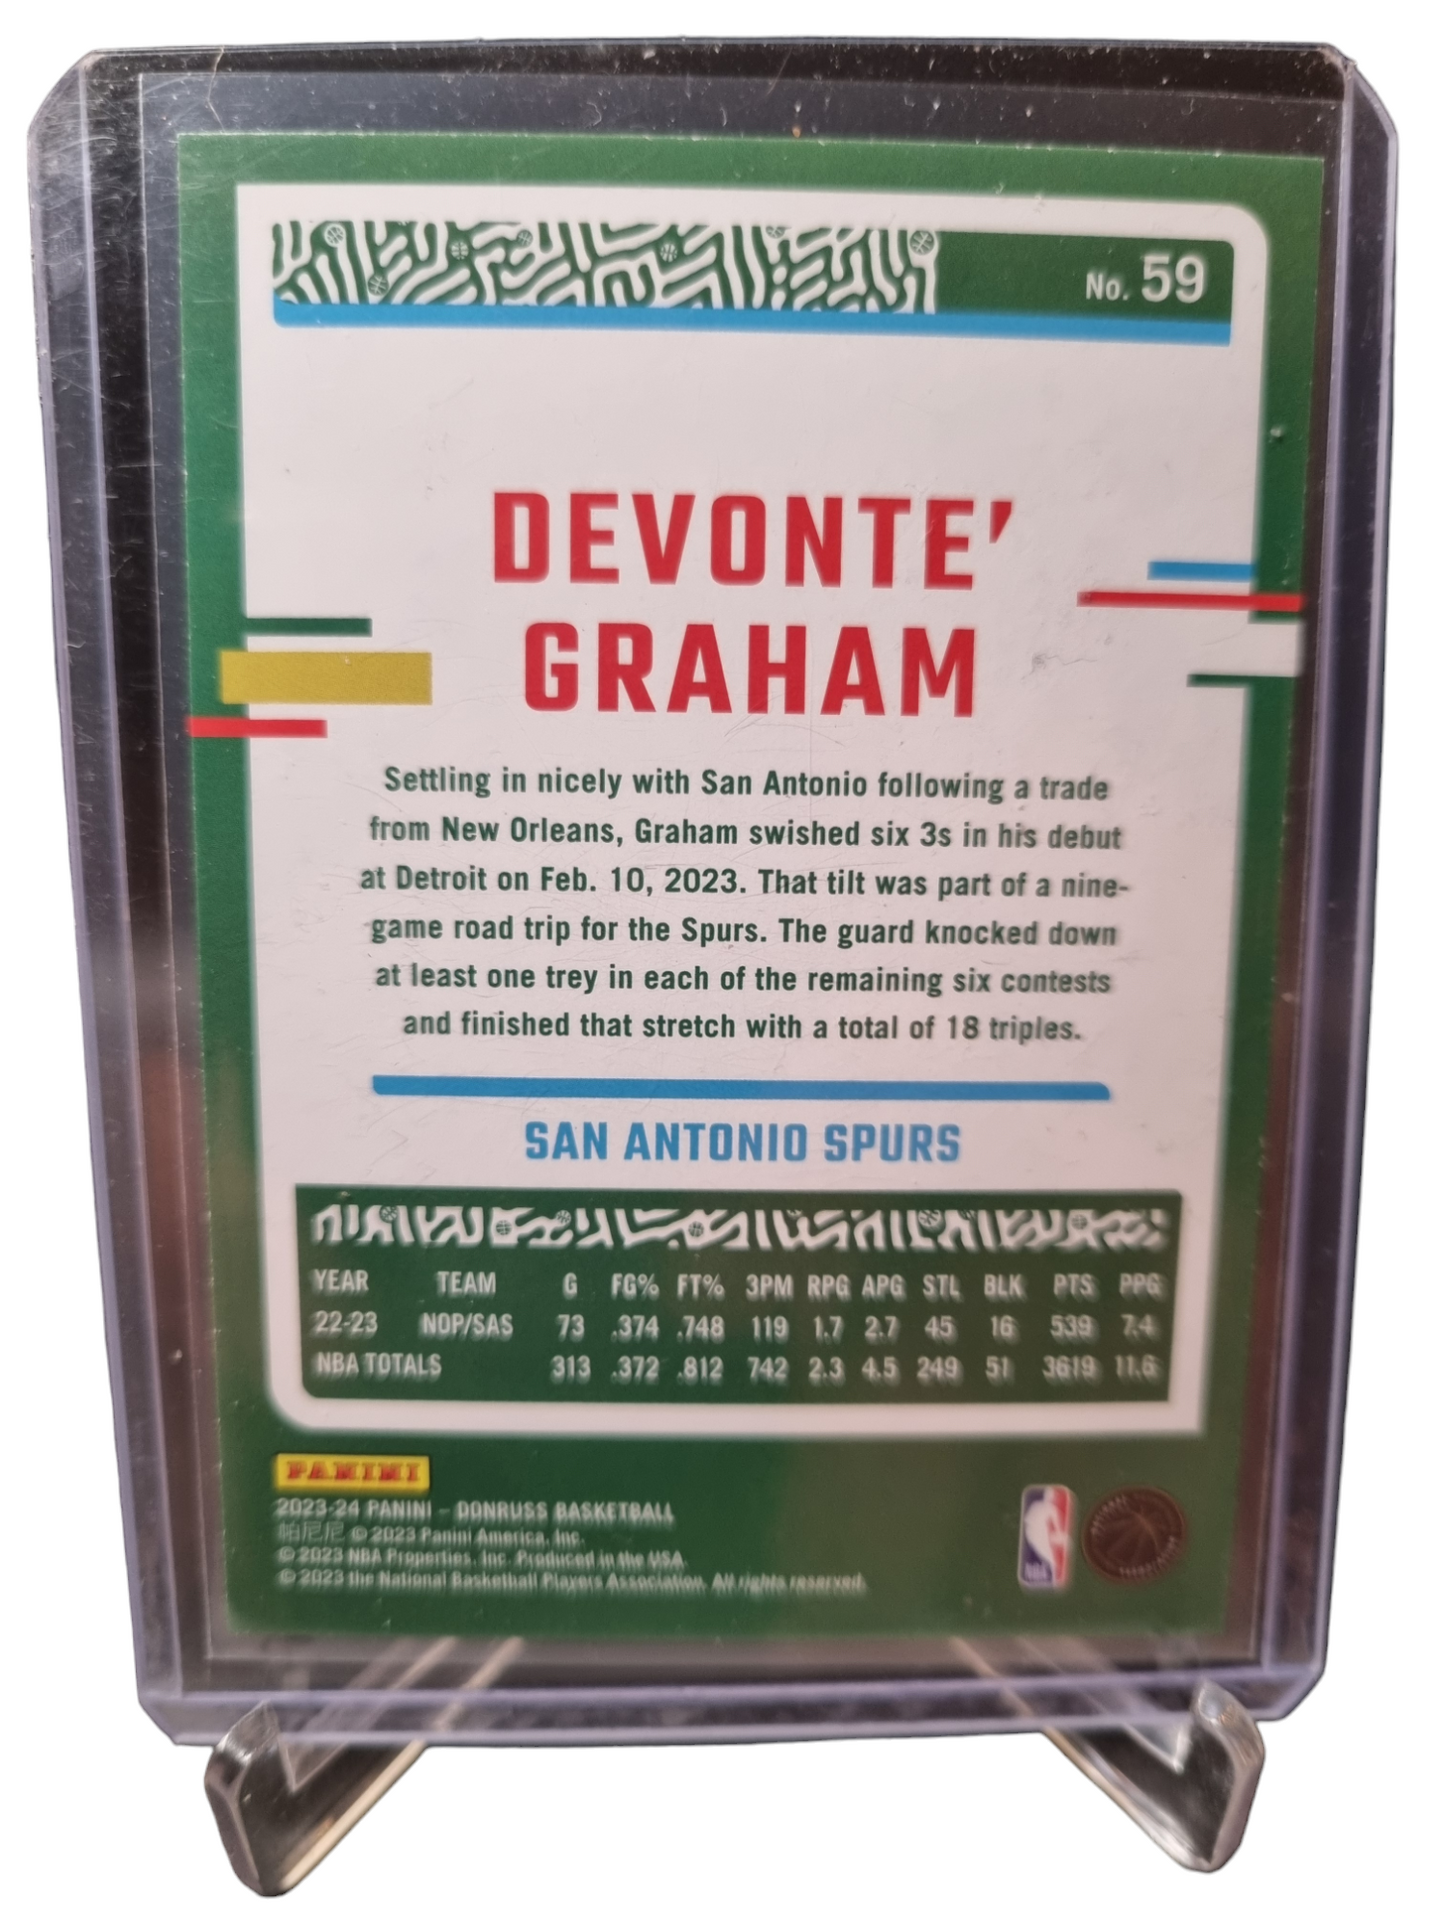 No. 59
DEVONTE'
GRAHAM
Settling in nicely with San Antonio following a trade
from New Orleans, Graham swished six 3s in his debut
at Detroit on Feb. 10, 2023. That tilt was part of a nine-
game road trip for the Spurs. The guard knocked down
at least one trey in each of the remaining six contests
and finished that stretch with a total of 18 triples.
SAN ANTONIO SPURS
YEAR TEAM G FG% FT% 3PM RPG APG STL BLK PTS PPG
22-23 NOP/SAS 73 .374 .748 119 1.7 2.7 45 16 539 7.4
NBA TOTALS 313 .372 .812 742 2.3 4.5 249 51 3619 11.6
PANINI
2023-24 PANINI – DONRUSS BASKETBALL
帕尼尼 © 2023 Panini America, Inc.
© 2023 NBA Properties, Inc. Produced in the USA.
© 2023 the National Basketball Players Association. All rights reserved.
NBA